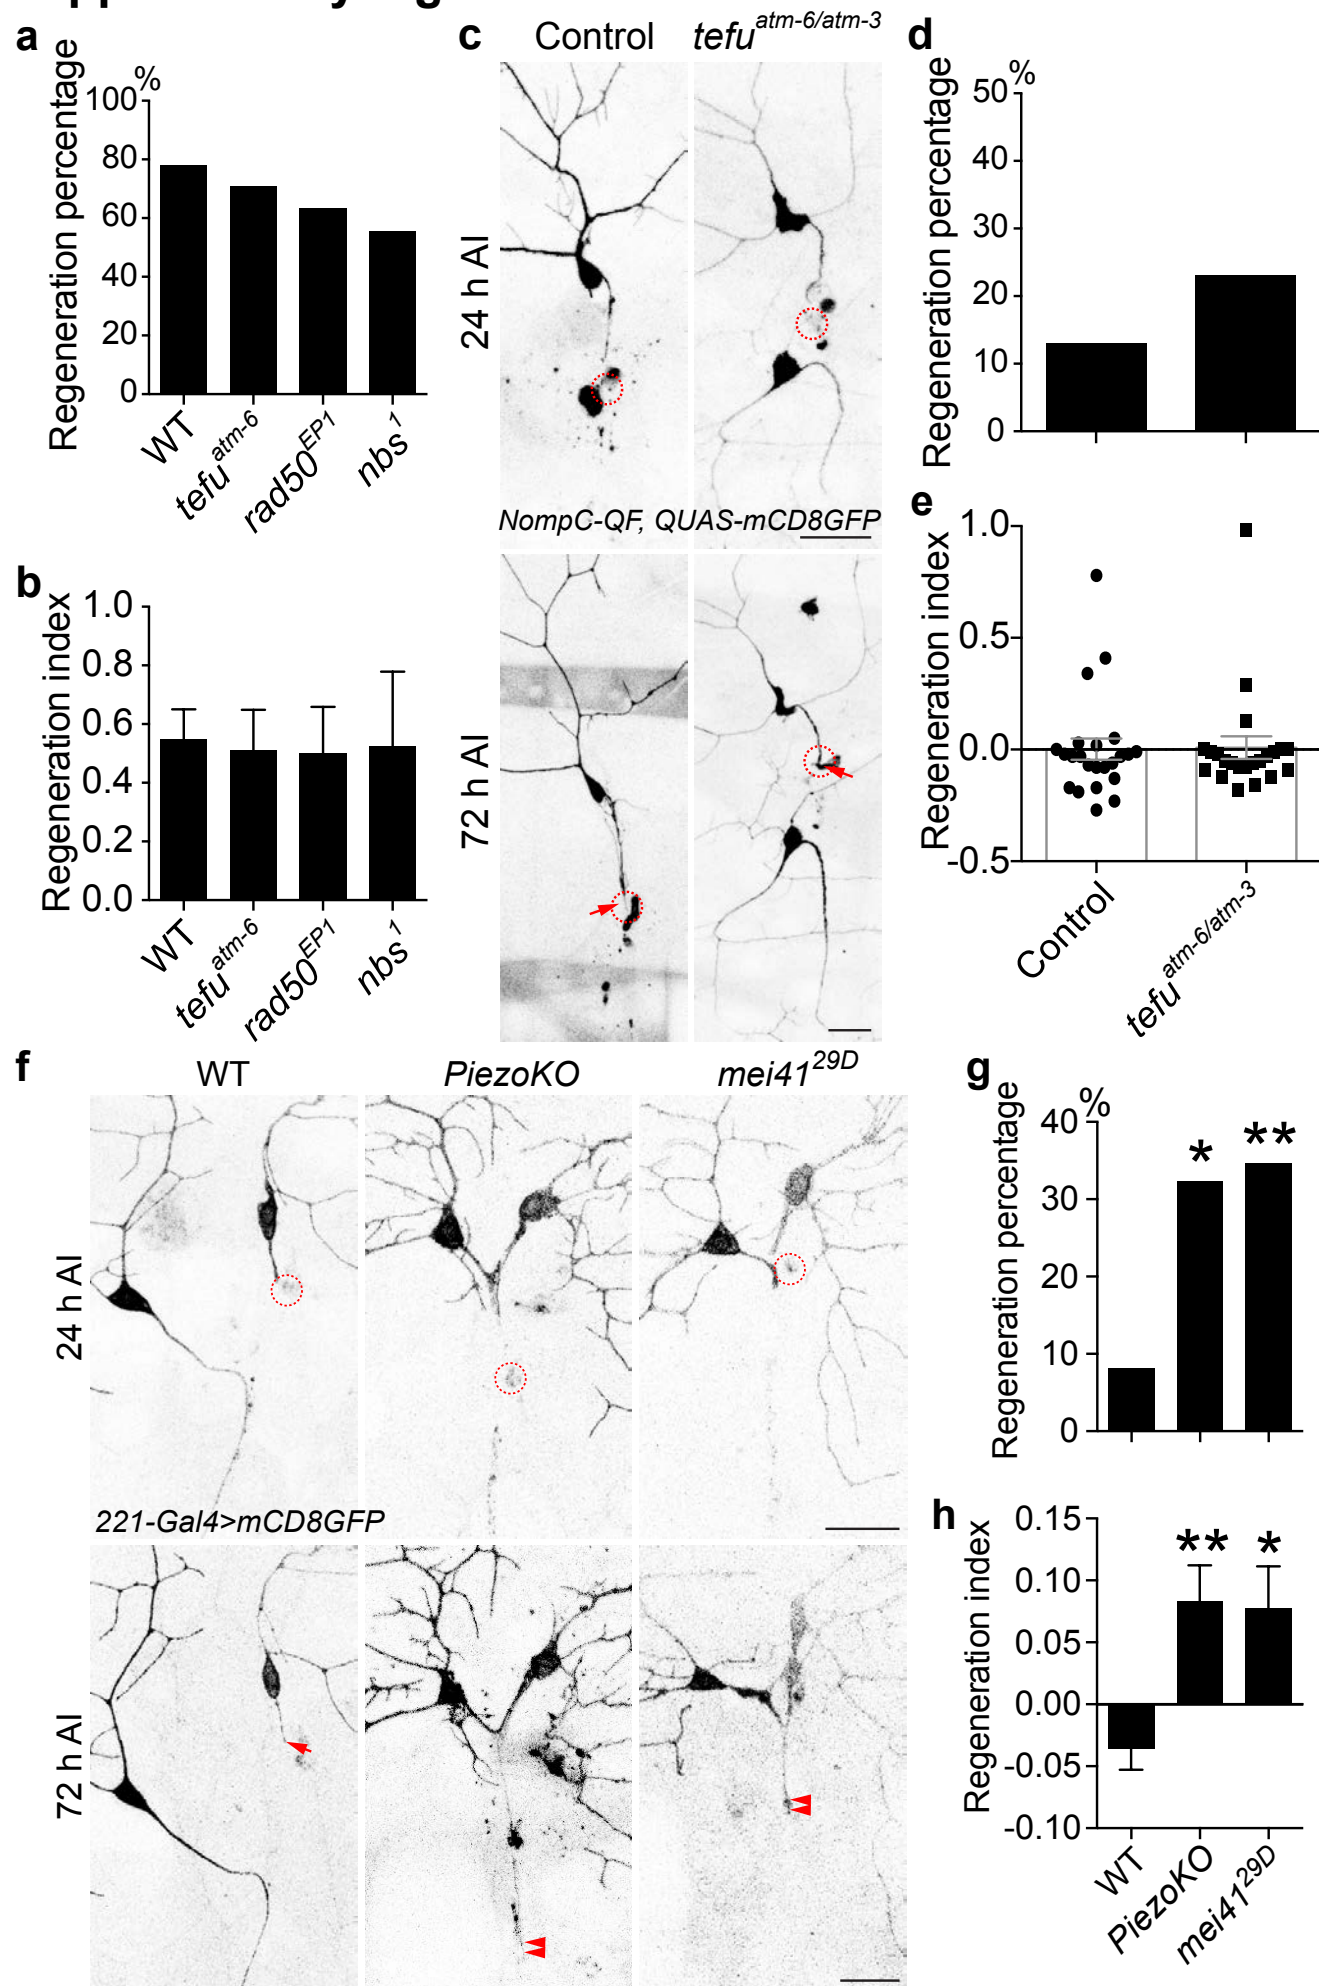 a
Regeneration percentage
%
100
80
60
40
20
0
WT
tefu^atm-6
rad50^EP1
nbs^1
b
Regeneration index
1.0
0.8
0.6
0.4
0.2
0.0
WT
tefu^atm-6
rad50^EP1
nbs^1
c
Control
tefu^atm-6/atm-3
24 h AI
NompC-QF, QUAS-mCD8GFP
72 h AI
d
Regeneration percentage
%
50
40
30
20
10
0
e
Regeneration index
1.0
0.5
0.0
-0.5
Control
tefu^atm-6/atm-3
f
WT
PiezoKO
mei41^29D
24 h AI
221-Gal4>mCD8GFP
72 h AI
g
Regeneration percentage
%
40
30
20
10
0
*
**
h
Regeneration index
0.15
0.10
0.05
0.00
-0.05
-0.10
**
*
WT
PiezoKO
mei41^29D